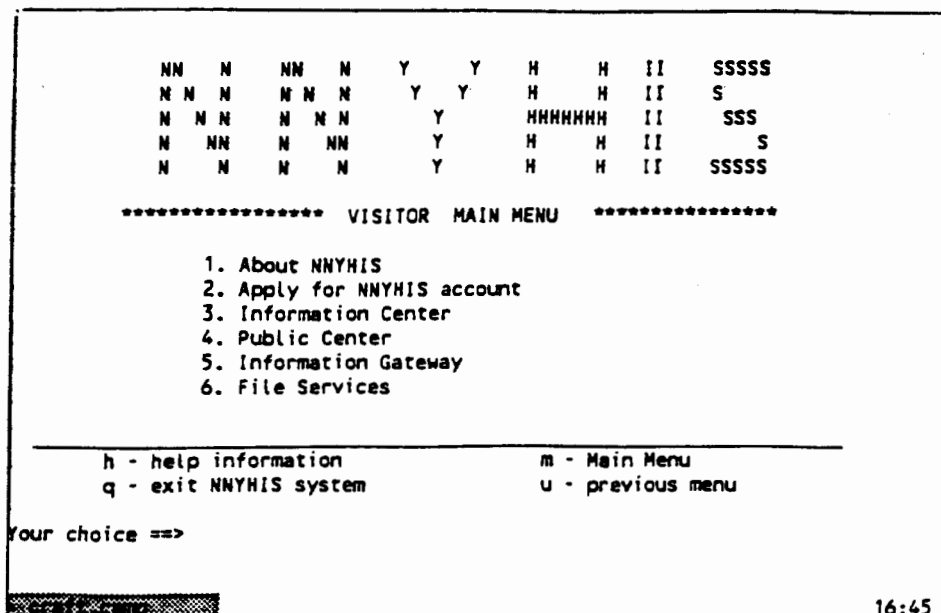 NN   N    NN   N    Y     Y    H     H   II    SSSSS
N N  N    N N  N     Y   Y     H     H   II    S
N  N N    N  N N       Y       HHHHHHH   II     SSS
N   NN    N   NN       Y       H     H   II        S
N    N    N    N       Y       H     H   II    SSSSS
****************** VISITOR MAIN MENU ****************
1. About NNYHIS
2. Apply for NNYHIS account
3. Information Center
4. Public Center
5. Information Gateway
6. File Services
h - help information    m - Main Menu
q - exit NNYHIS system    u - previous menu
Your choice ==>
16:45